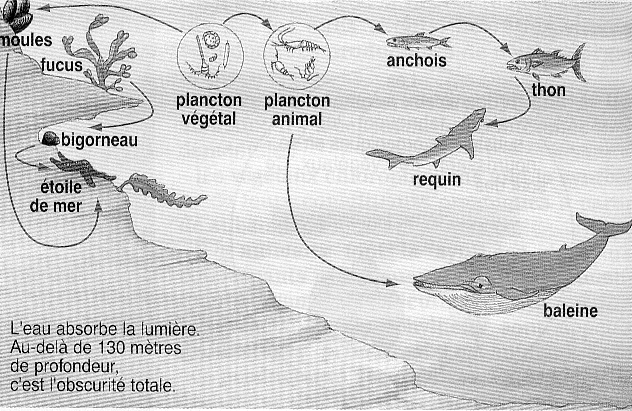 moules
fucus
plancton
végétal
plancton
animal
anchois
thon
bigorneau
étoile
de mer
requin
baleine
L'eau absorbe la lumière.
Au-delà de 130 mètres
de profondeur,
c'est l'obscurité totale.